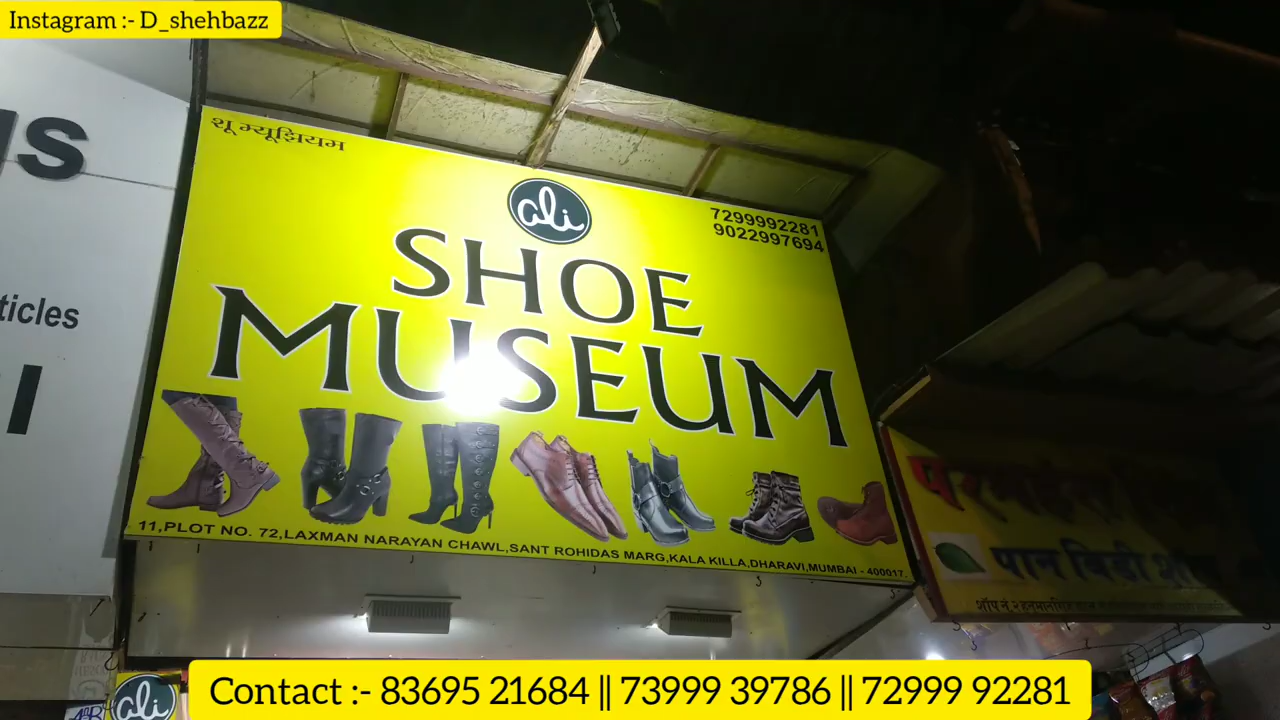 Instagram :- D_shehbazz
शू म्यूझियम
ali
7299992281
9022997694
SHOE
MUSEUM
11,PLOT NO. 72,LAXMAN NARAYAN CHAWL,SANT ROHIDAS MARG,KALA KILLA,DHARAVI,MUMBAI - 400017.
ticles
पान बिडी
ali
Contact :- 83695 21684 || 73999 39786 || 72999 92281